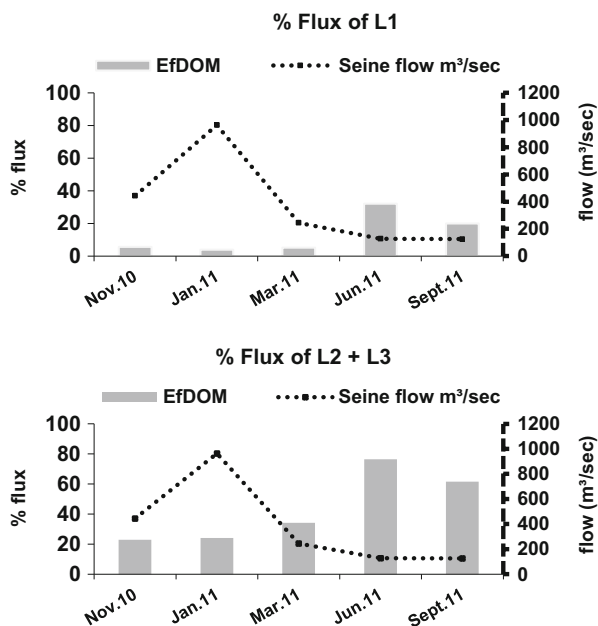 % Flux of L1
EfDOM Seine flow m³/sec
100 1200
80 1000
60 800
40 600
20 400
0 200
0
% flux
flow (m³/sec)
Nov.10 Jan.11 Mar.11 Jun.11 Sept.11
% Flux of L2 + L3
EfDOM Seine flow m³/sec
100 1200
80 1000
60 800
40 600
20 400
0 200
0
% flux
flow (m³/sec)
Nov.10 Jan.11 Mar.11 Jun.11 Sept.11